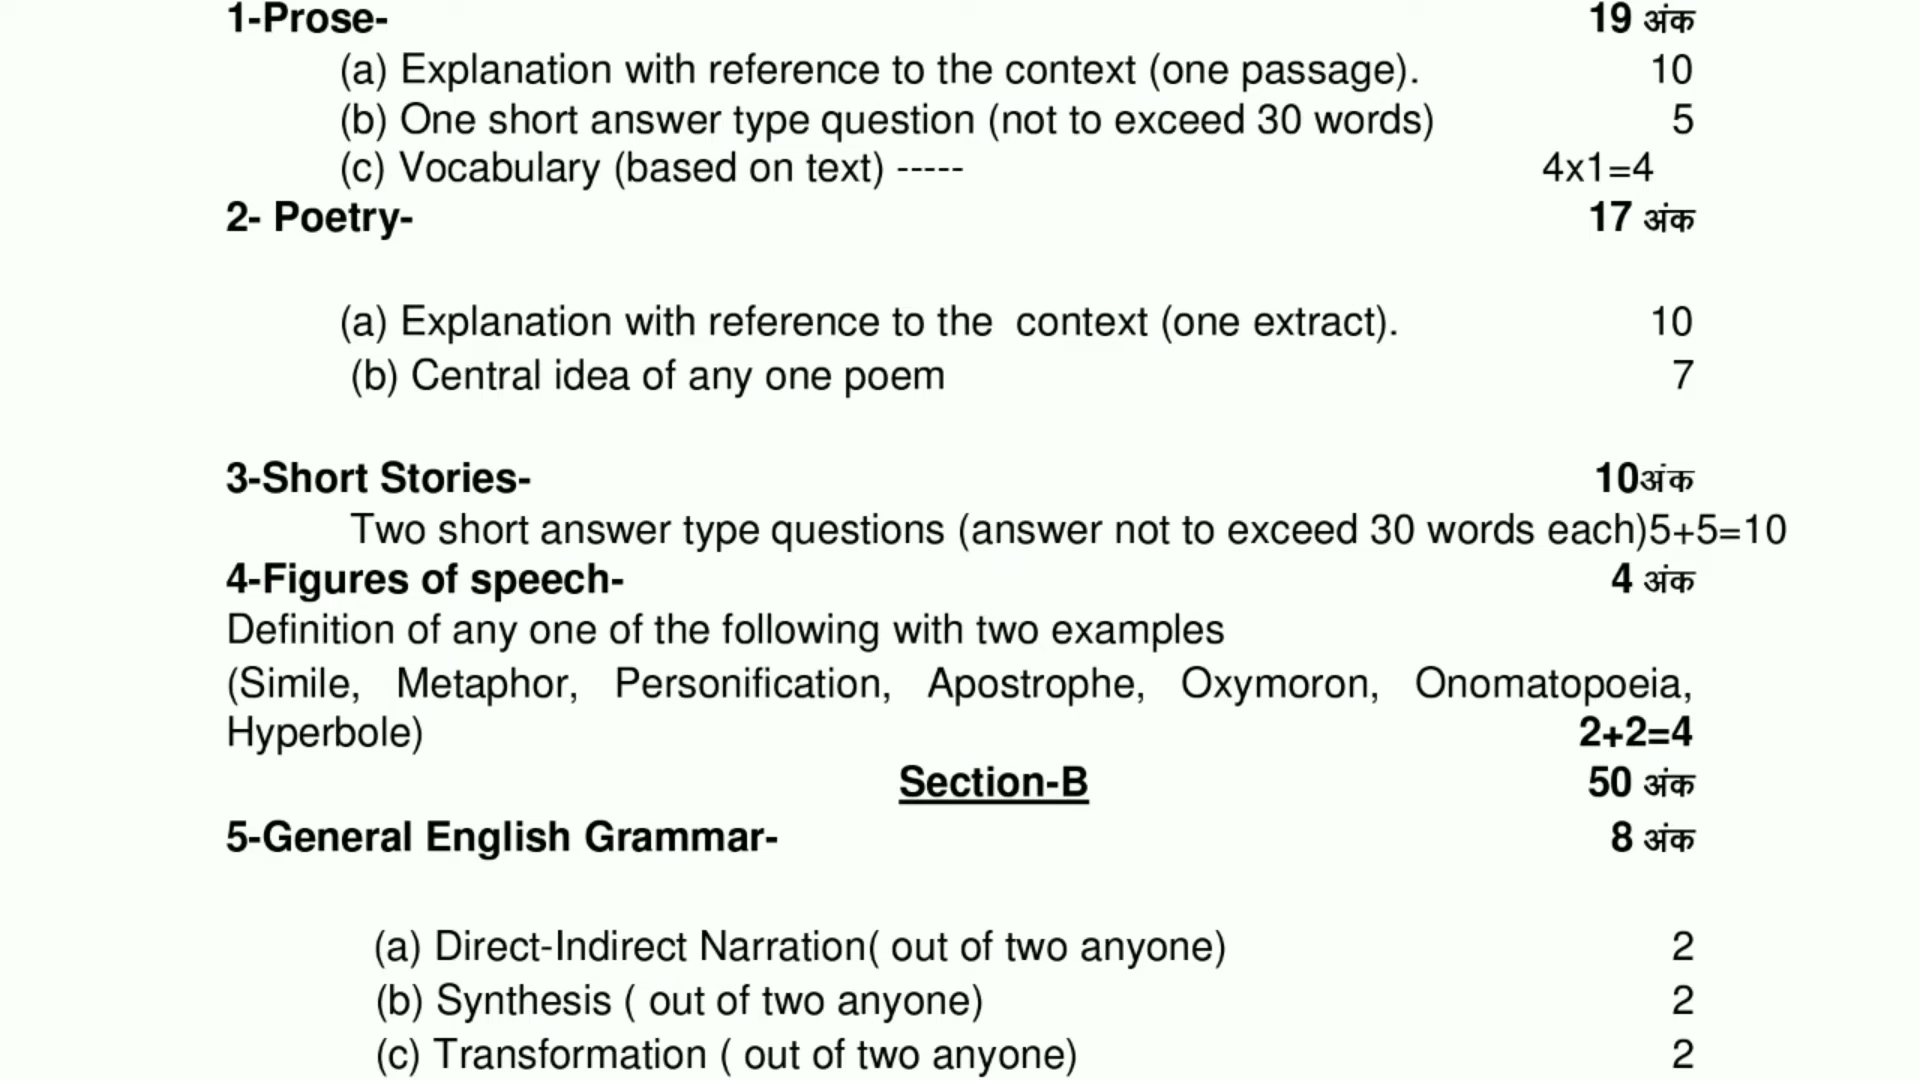 1-Prose- 19 अंक
(a) Explanation with reference to the context (one passage). 10
(b) One short answer type question (not to exceed 30 words) 5
(c) Vocabulary (based on text) ----- 4x1=4
2- Poetry- 17 अंक
(a) Explanation with reference to the context (one extract). 10
(b) Central idea of any one poem 7
3-Short Stories- 10अंक
Two short answer type questions (answer not to exceed 30 words each)5+5=10
4-Figures of speech- 4 अंक
Definition of any one of the following with two examples
(Simile, Metaphor, Personification, Apostrophe, Oxymoron, Onomatopoeia,
Hyperbole) 2+2=4
Section-B 50 अंक
5-General English Grammar- 8 अंक
(a) Direct-Indirect Narration( out of two anyone) 2
(b) Synthesis ( out of two anyone) 2
(c) Transformation ( out of two anyone) 2